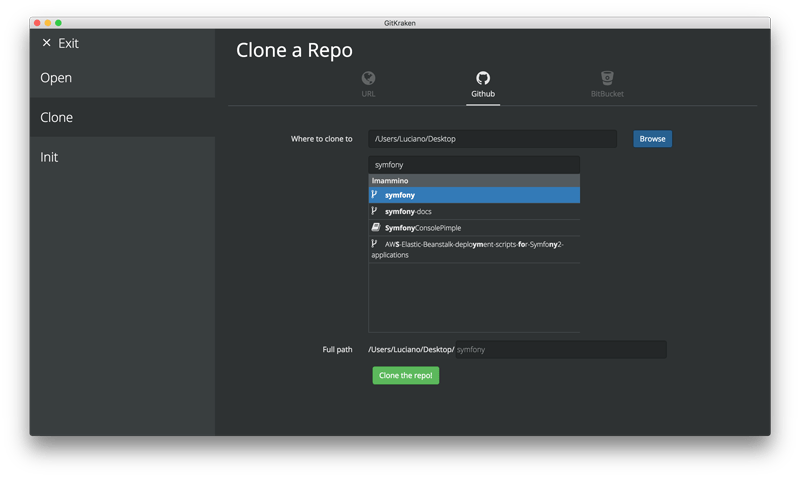 GitKraken
Exit
Open
Clone
Init
Clone a Repo
URL
Github
BitBucket
Where to clone to
/Users/Luciano/Desktop
Browse
symfony
lmammino
symfony
symfony-docs
SymfonyConsolePimple
AWS-Elastic-Beanstalk-deployment-scripts-for-Symfony2-
applications
Full path
/Users/Luciano/Desktop/ symfony
Clone the repo!